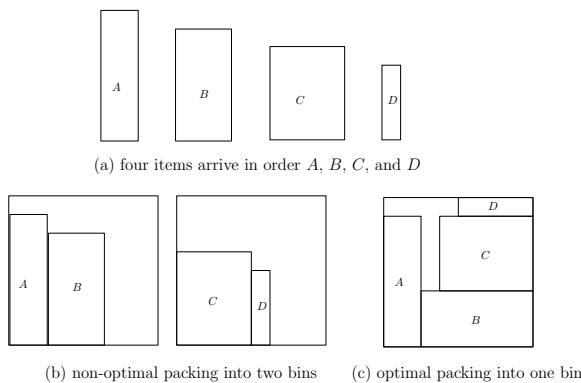 A
B
C
D
(a) four items arrive in order A, B, C, and D
A
B
C
D
D
C
A
B
(b) non-optimal packing into two bins
(c) optimal packing into one bin